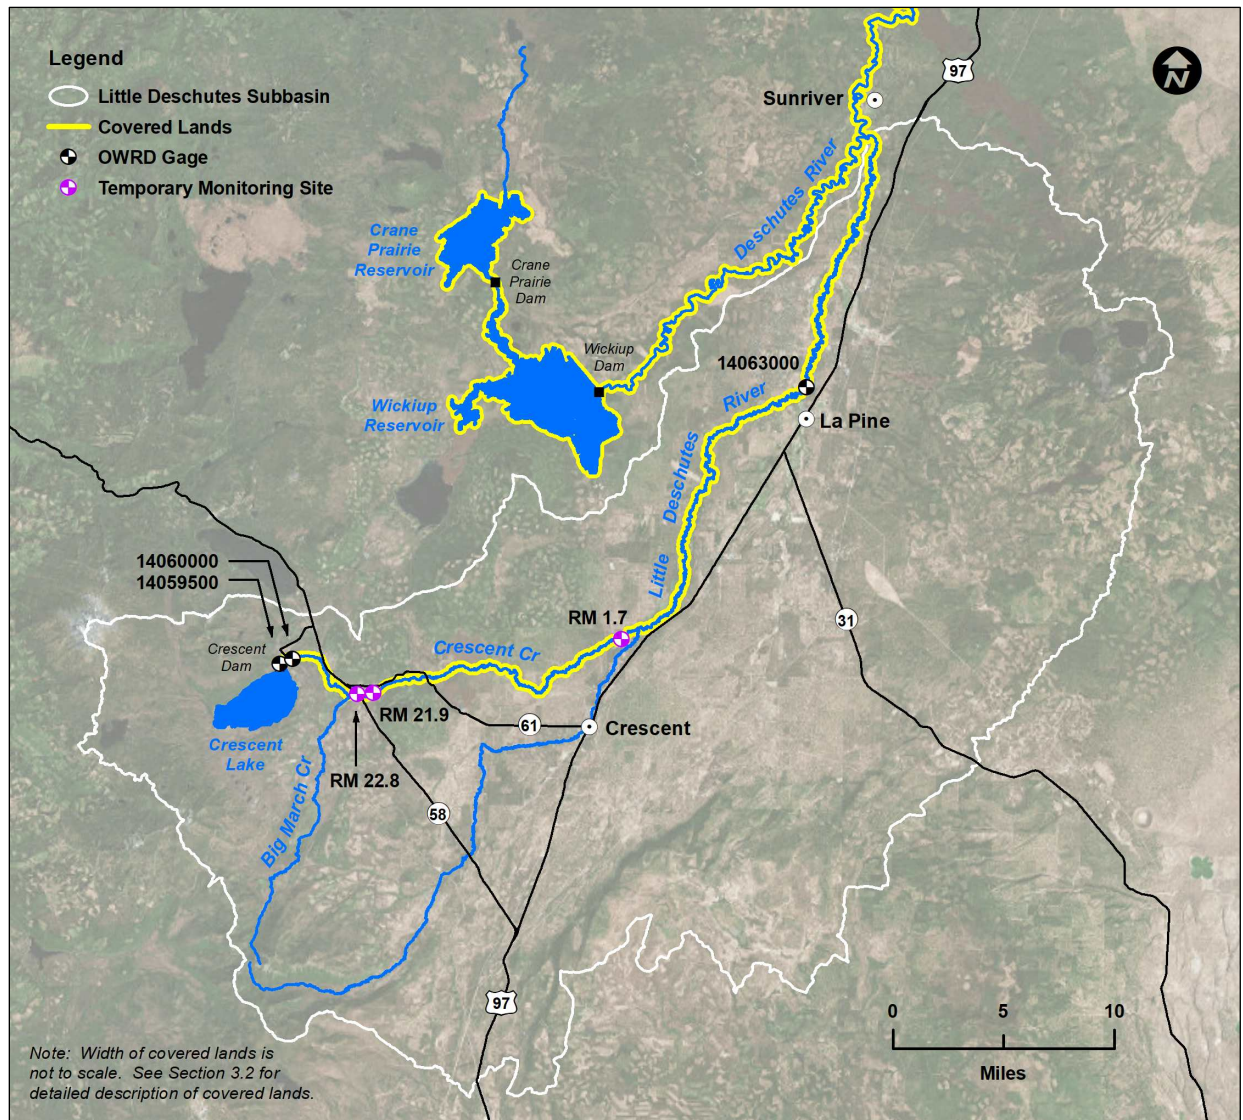 Legend
Little Deschutes Subbasin
Covered Lands
OWRD Gage
Temporary Monitoring Site
N
97
Sunriver
Deschutes River
Crane
Prairie
Reservoir
Crane
Prairie
Dam
Wickiup
Dam
14063000
River
Wickiup
Reservoir
La Pine
Deschutes
Little
14060000
14059500
RM 1.7
31
Crescent
Dam
Crescent Cr
RM 21.9
61
Crescent
Crescent
Lake
RM 22.8
Big March Cr
58
97
0 5 10
Miles
Note: Width of covered lands is
not to scale. See Section 3.2 for
detailed description of covered lands.